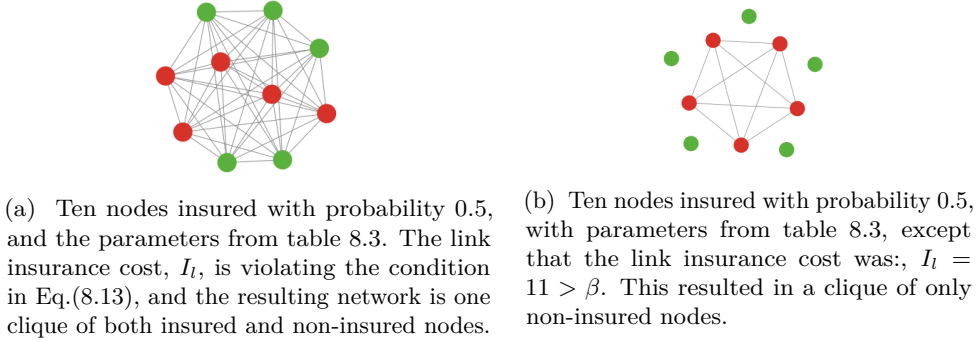 (a) Ten nodes insured with probability 0.5,
and the parameters from table 8.3. The link
insurance cost, I_l, is violating the condition
in Eq.(8.13), and the resulting network is one
clique of both insured and non-insured nodes.
(b) Ten nodes insured with probability 0.5,
with parameters from table 8.3, except
that the link insurance cost was:, I_l =
11 > β. This resulted in a clique of only
non-insured nodes.